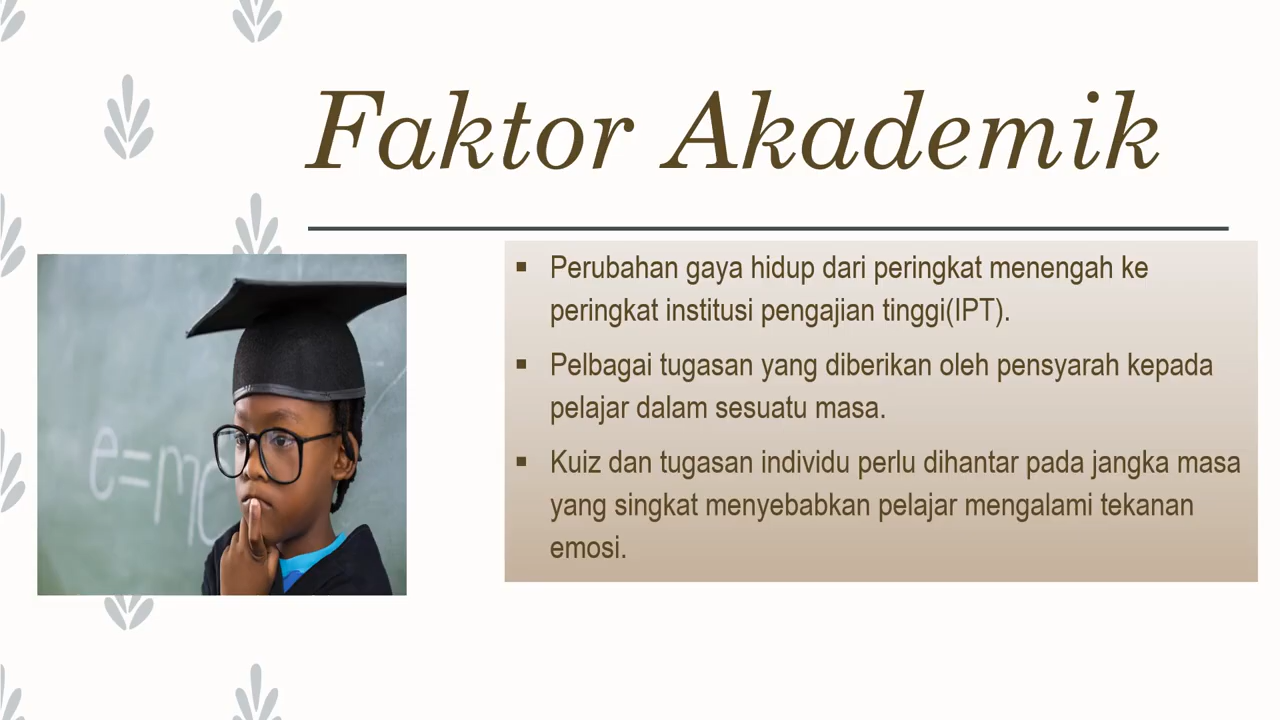 Faktor Akademik
▪ Perubahan gaya hidup dari peringkat menengah ke
peringkat institusi pengajian tinggi(IPT).
▪ Pelbagai tugasan yang diberikan oleh pensyarah kepada
pelajar dalam sesuatu masa.
▪ Kuiz dan tugasan individu perlu dihantar pada jangka masa
yang singkat menyebabkan pelajar mengalami tekanan
emosi.
e=mc